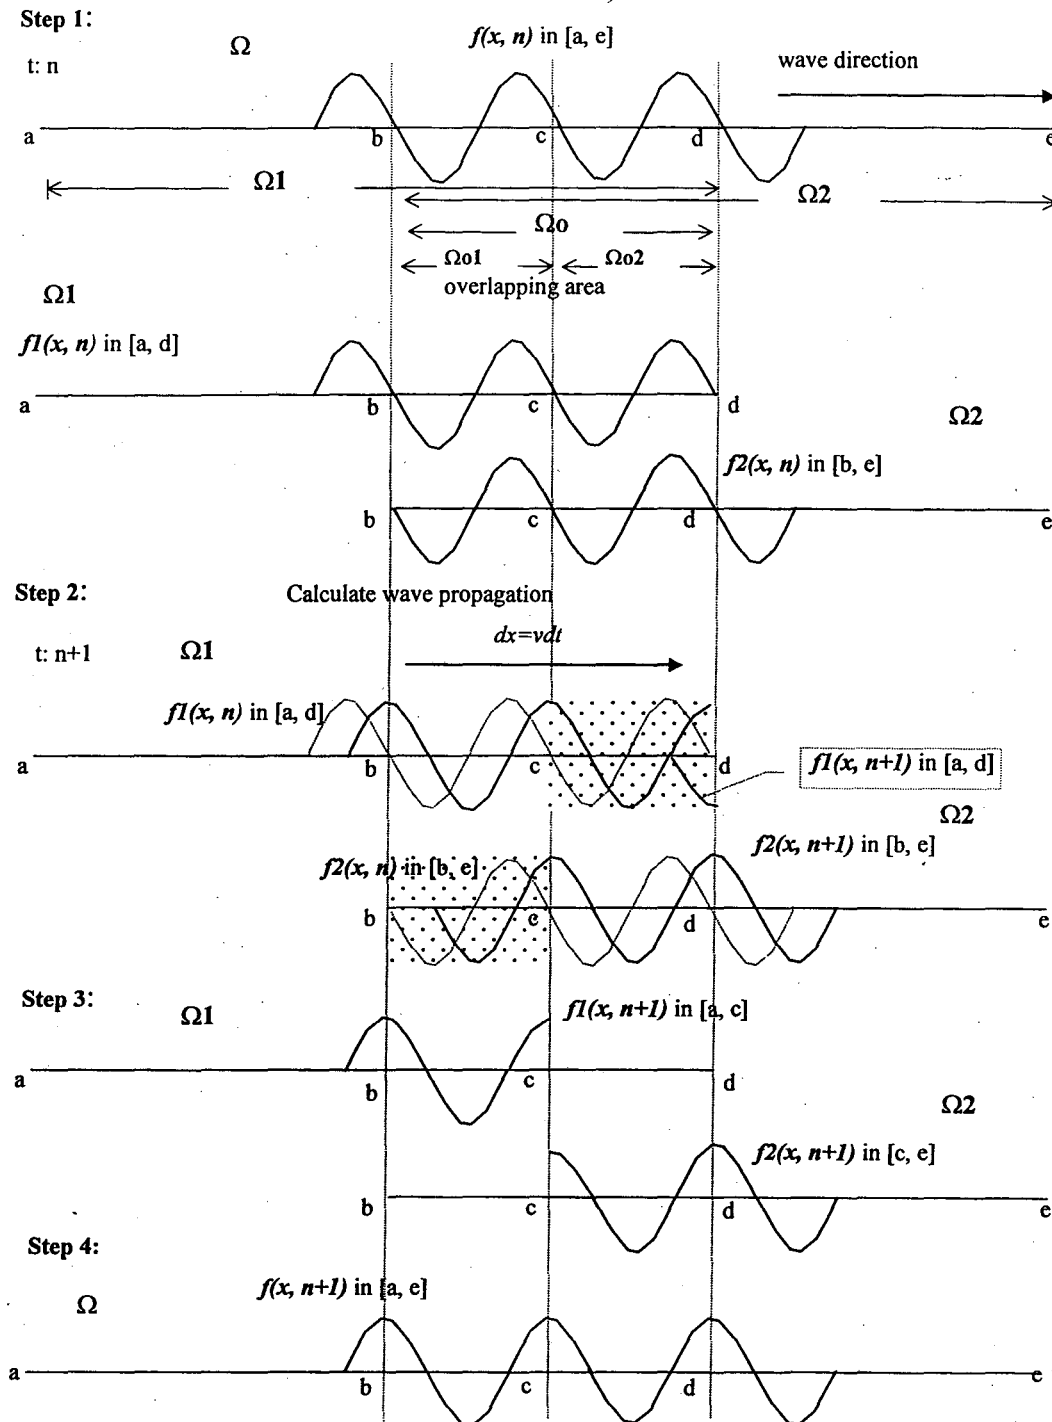 Step 1:
Ω
f(x, n) in [a, e]
t: n
wave direction
a
b
c
d
e
Ω1
Ω2
Ωo
Ωo1
Ωo2
overlapping area
Ω1
f1(x, n) in [a, d]
a
b
c
d
Ω2
f2(x, n) in [b, e]
b
c
d
e
Step 2:
Calculate wave propagation
dx=vdt
t: n+1
Ω1
f1(x, n) in [a, d]
a
b
c
d
f1(x, n+1) in [a, d]
Ω2
f2(x, n) in [b, e]
f2(x, n+1) in [b, e]
b
c
d
e
Step 3:
Ω1
f1(x, n+1) in [a, c]
a
b
c
d
Ω2
f2(x, n+1) in [c, e]
b
c
d
e
Step 4:
f(x, n+1) in [a, e]
Ω
a
b
c
d
e